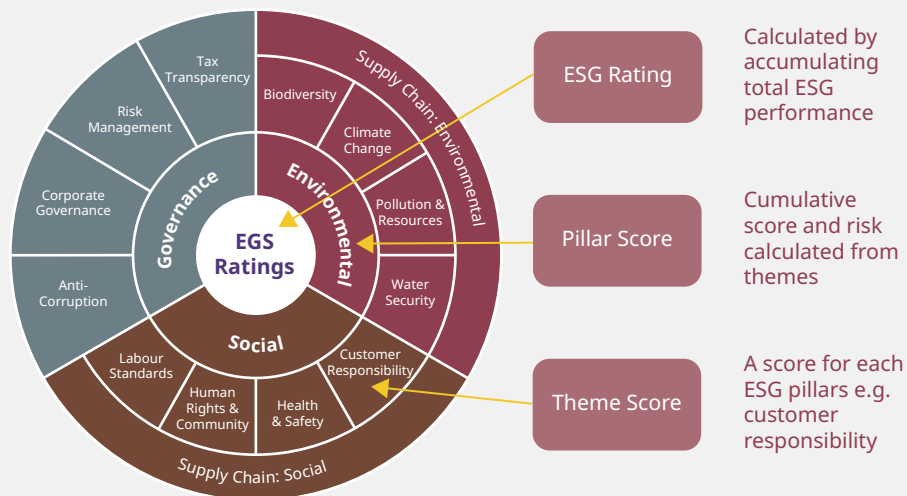 Tax
Transparency
Risk
Management
Corporate
Governance
Anti-
Corruption
Governance
Biodiversity
Climate
Change
Pollution &
Resources
Water
Security
Environmental
Supply Chain: Environmental
EGS
Ratings
Social
Labour
Standards
Human
Rights &
Community
Health
& Safety
Customer
Responsibility
Supply Chain: Social
ESG Rating
Calculated by
accumulating
total ESG
performance
Pillar Score
Cumulative
score and risk
calculated from
themes
Theme Score
A score for each
ESG pillars e.g.
customer
responsibility